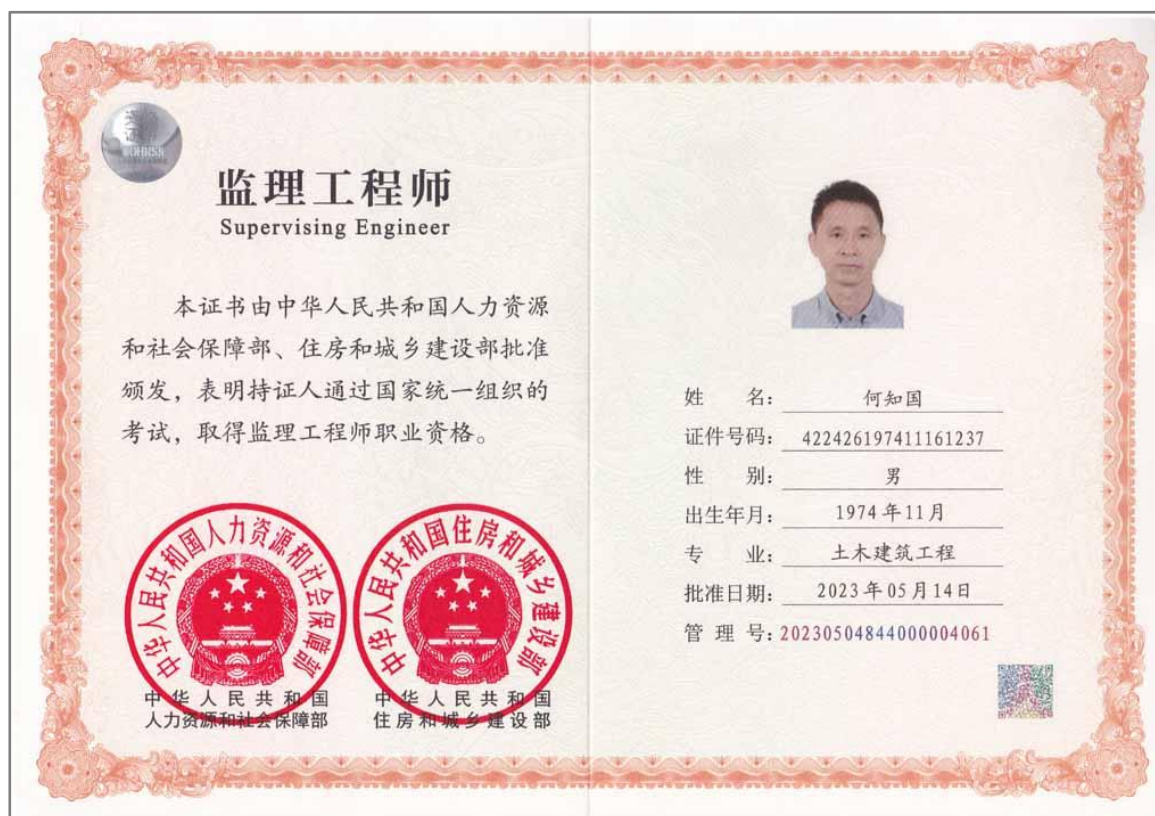 监理工程师
Supervising Engineer
本证书由中华人民共和国人力资源
和社会保障部、住房和城乡建设部批准
颁发，表明持证人通过国家统一组织的
考试，取得监理工程师职业资格。
中华人民共和国人力资源和社会保障部
中华人民共和国住房和城乡建设部
中华人民共和国
人力资源和社会保障部
中华人民共和国
住房和城乡建设部
姓 名：何知国
证件号码：422426197411161237
性 别：男
出生年月：1974年11月
专 业：土木建筑工程
批准日期：2023年05月14日
管 理 号：20230504844000004061